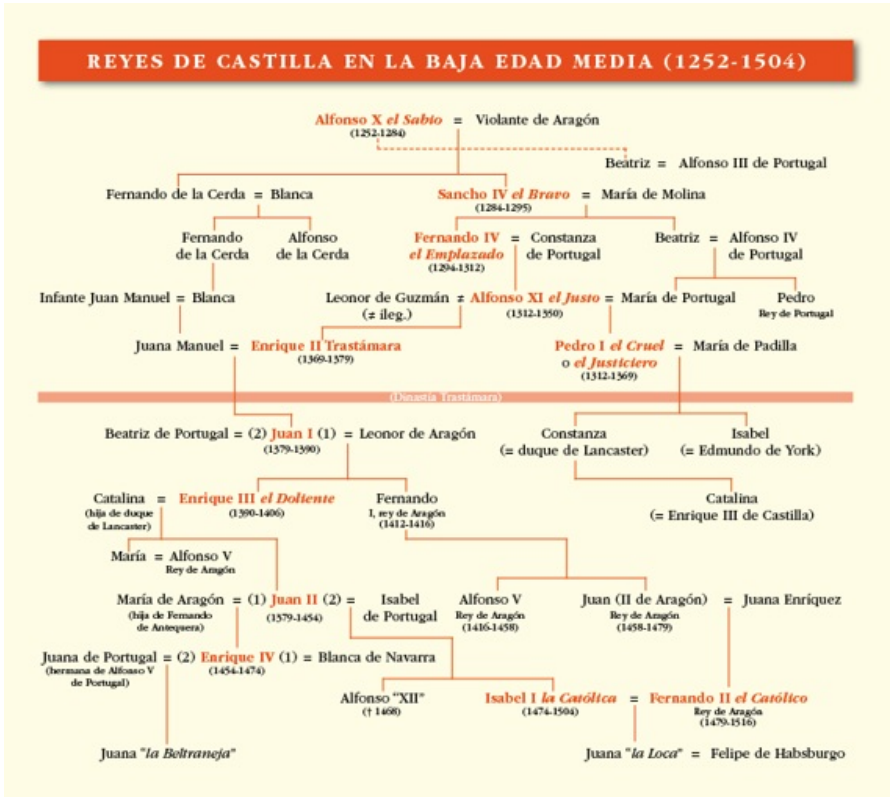 REYES DE CASTILLA EN LA BAJA EDAD MEDIA (1252-1504)
Alfonso X el Sabio = Violante de Aragón
(1252-1284)
Beatriz = Alfonso III de Portugal
Fernando de la Cerda = Blanca
Sancho IV el Bravo = María de Molina
(1284-1295)
Fernando
de la Cerda
Alfonso
de la Cerda
Fernando IV
el Emplazado
(1294-1312)
=
Constanza
de Portugal
Beatriz = Alfonso IV
de Portugal
Infante Juan Manuel = Blanca
Leonor de Guzmán ≠ Alfonso XI el Justo = María de Portugal
(≠ ileg.)
(1312-1350)
Pedro
Rey de Portugal
Juana Manuel = Enrique II Trastámara
(1369-1379)
Pedro I el Cruel = María de Padilla
o el Justiciero
(1312-1369)
(Dinastía Trastámara)
Beatriz de Portugal = (2) Juan I (1) = Leonor de Aragón
(1379-1390)
Constanza
(= duque de Lancaster)
Isabel
(= Edmundo de York)
Catalina = Enrique III el Doliente
(hija de duque
de Lancaster)
(1390-1406)
Fernando
I, rey de Aragón
(1412-1416)
Catalina
(= Enrique III de Castilla)
María = Alfonso V
Rey de Aragón
María de Aragón = (1) Juan II (2) = Isabel
de Portugal
(hija de Fernando
de Antequera)
(1379-1454)
Alfonso V
Rey de Aragón
(1416-1458)
Juan (II de Aragón) = Juana Enríquez
Rey de Aragón
(1458-1479)
Juana de Portugal = (2) Enrique IV (1) = Blanca de Navarra
(hermana de Alfonso V
de Portugal)
(1454-1474)
Alfonso "XII"
(† 1468)
Isabel I la Católica = Fernando II el Católico
(1474-1504)
Rey de Aragón
(1479-1516)
Juana "la Beltraneja"
Juana "la Loca" = Felipe de Habsburgo